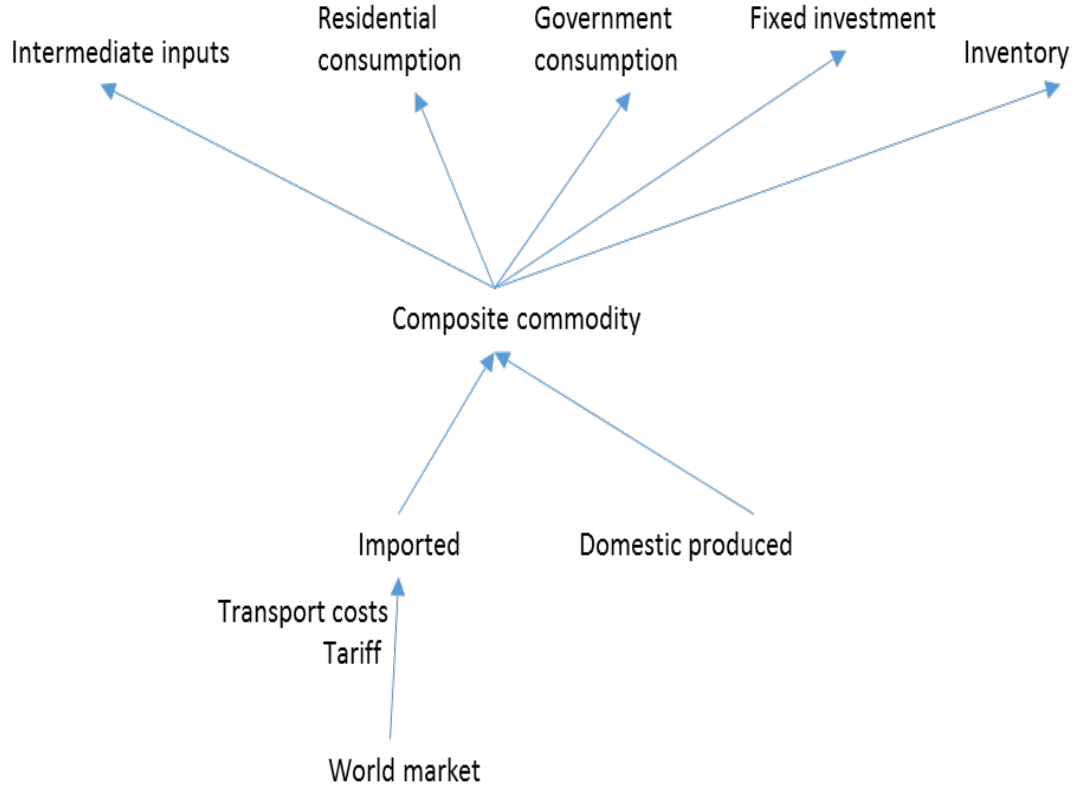 Intermediate inputs
Residential
consumption
Government
consumption
Fixed investment
Inventory
Composite commodity
Imported
Domestic produced
Transport costs
Tariff
World market